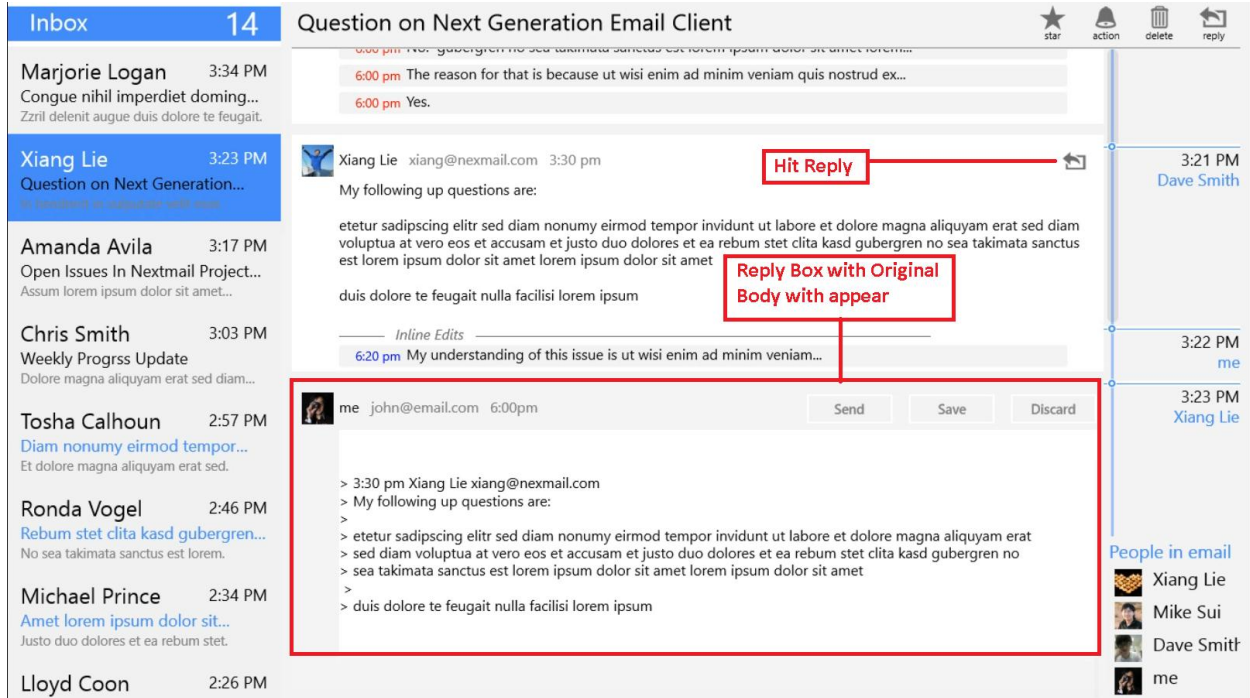 Inbox 14
Marjorie Logan 3:34 PM
Congue nihil imperdiet doming...
Zzril delenit augue duis dolore te feugait.
Xiang Lie 3:23 PM
Question on Next Generation...
Amanda Avila 3:17 PM
Open Issues In Nextmail Project...
Assum lorem ipsum dolor sit amet...
Chris Smith 3:03 PM
Weekly Progrss Update
Dolore magna aliquyam erat sed diam...
Tosha Calhoun 2:57 PM
Diam nonumy eirmod tempor...
Et dolore magna aliquyam erat sed.
Ronda Vogel 2:46 PM
Rebum stet clita kasd gubergren...
No sea takimata sanctus est lorem.
Michael Prince 2:34 PM
Amet lorem ipsum dolor sit...
Justo duo dolores et ea rebum stet.
Lloyd Coon 2:26 PM
Question on Next Generation Email Client
star action delete reply
6:00 pm No. gubergren no sea takimata sanctus est lorem ipsum dolor sit amet lorem...
6:00 pm The reason for that is because ut wisi enim ad minim veniam quis nostrud ex...
6:00 pm Yes.
Xiang Lie xiang@nexmail.com 3:30 pm
Hit Reply
My following up questions are:
etetur sadipscing elitr sed diam nonumy eirmod tempor invidunt ut labore et dolore magna aliquyam erat sed diam
voluptua at vero eos et accusam et justo duo dolores et ea rebum stet clita kasd gubergren no sea takimata sanctus
est lorem ipsum dolor sit amet lorem ipsum dolor sit amet
Reply Box with Original
Body with appear
duis dolore te feugait nulla facilisi lorem ipsum
Inline Edits
6:20 pm My understanding of this issue is ut wisi enim ad minim veniam...
me john@email.com 6:00pm Send Save Discard
> 3:30 pm Xiang Lie xiang@nexmail.com
> My following up questions are:
>
> etetur sadipscing elitr sed diam nonumy eirmod tempor invidunt ut labore et dolore magna aliquyam erat
> sed diam voluptua at vero eos et accusam et justo duo dolores et ea rebum stet clita kasd gubergren no
> sea takimata sanctus est lorem ipsum dolor sit amet lorem ipsum dolor sit amet
>
> duis dolore te feugait nulla facilisi lorem ipsum
3:21 PM
Dave Smith
3:22 PM
me
3:23 PM
Xiang Lie
People in email
Xiang Lie
Mike Sui
Dave Smith
me